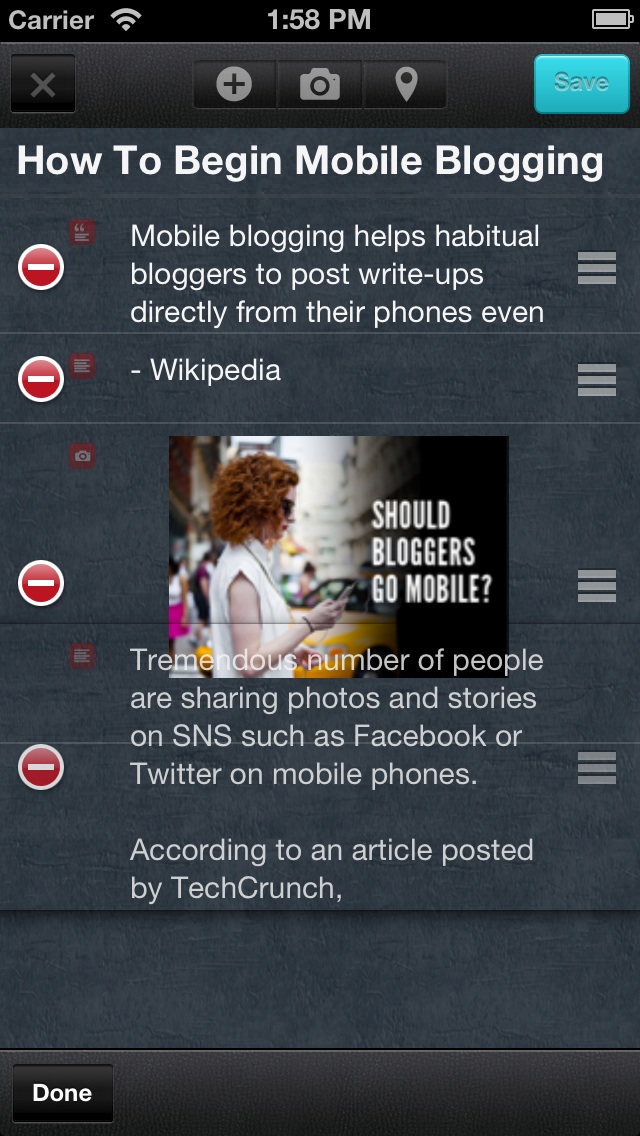 Carrier
1:58 PM
Save
How To Begin Mobile Blogging
Mobile blogging helps habitual
bloggers to post write-ups
directly from their phones even
- Wikipedia
SHOULD
BLOGGERS
GO MOBILE?
Tremendous number of people
are sharing photos and stories
on SNS such as Facebook or
Twitter on mobile phones.
According to an article posted
by TechCrunch,
Done